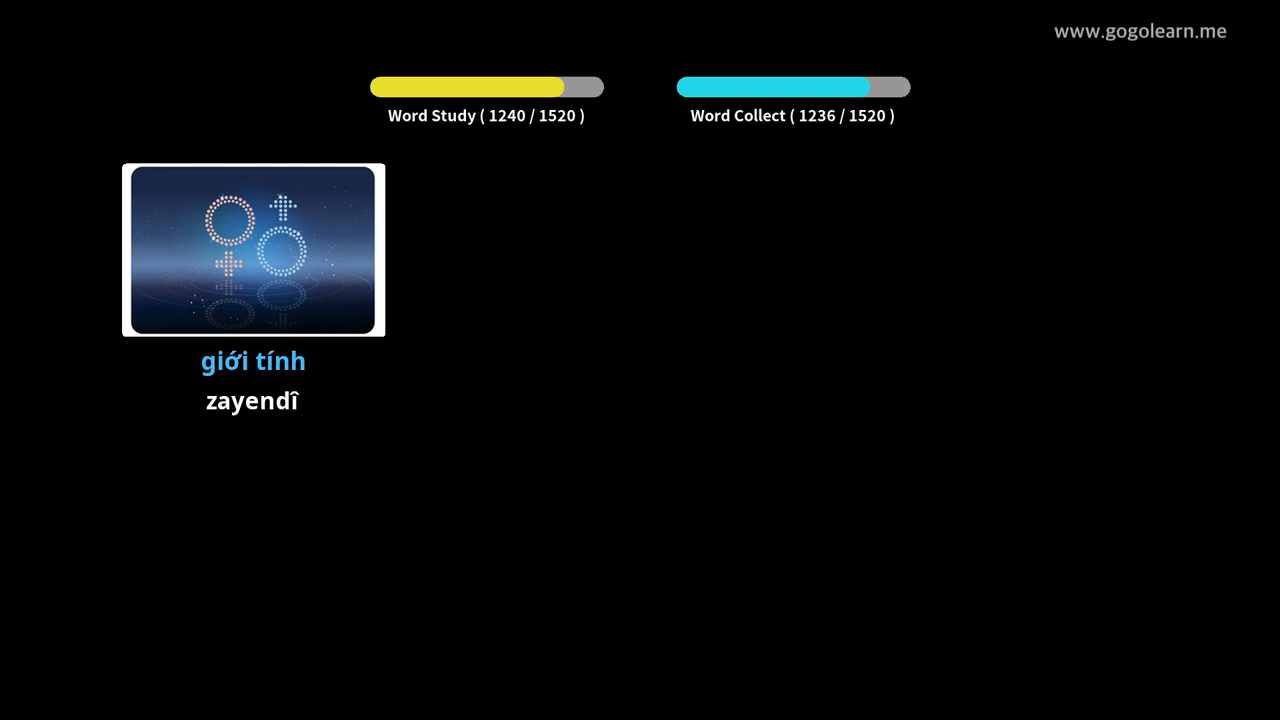 www.gogolearn.me
Word Study ( 1240 / 1520 )
Word Collect ( 1236 / 1520 )
giới tính
zayendî